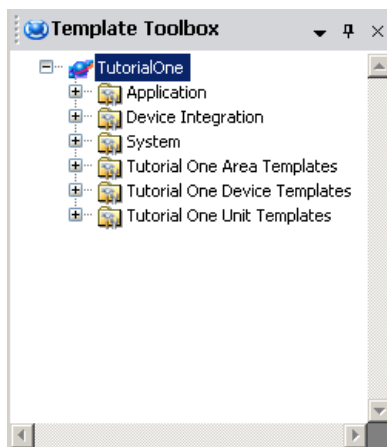 Template Toolbox
TutorialOne
Application
Device Integration
System
Tutorial One Area Templates
Tutorial One Device Templates
Tutorial One Unit Templates